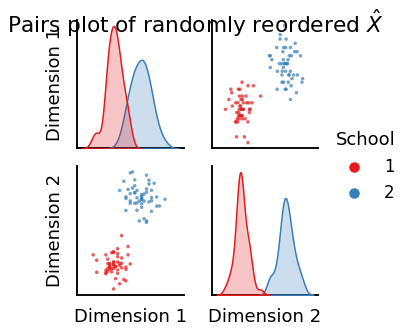 Pairs plot of randomly reordered X̂
Dimension 1
School
1
2
Dimension 2
Dimension 1
Dimension 2